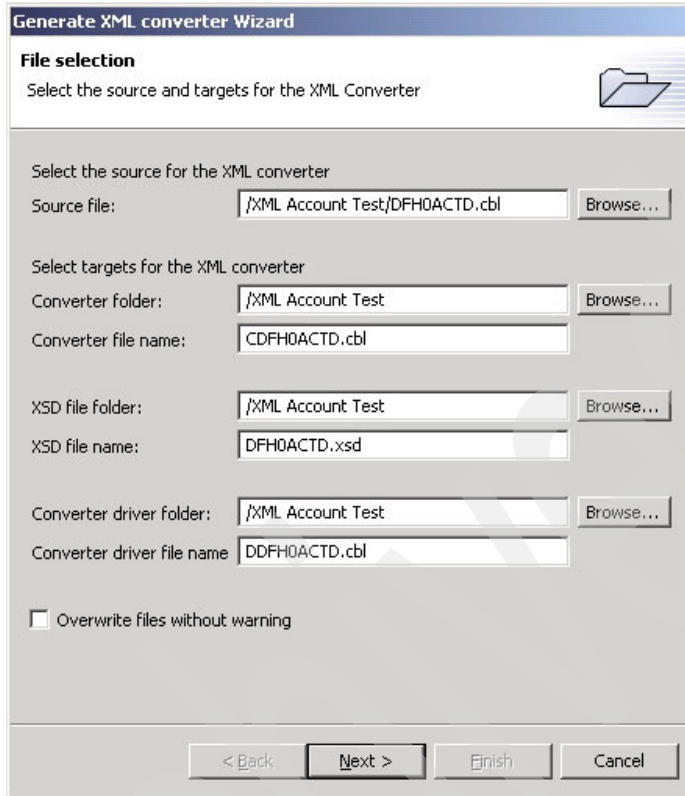 Generate XML converter Wizard
File selection
Select the source and targets for the XML Converter
Select the source for the XML converter
Source file: /XML Account Test/DFH0ACTD.cbl Browse...
Select targets for the XML converter
Converter folder: /XML Account Test Browse...
Converter file name: CDFH0ACTD.cbl
XSD file folder: /XML Account Test Browse...
XSD file name: DFH0ACTD.xsd
Converter driver folder: /XML Account Test Browse...
Converter driver file name DDFH0ACTD.cbl
Overwrite files without warning
< Back Next > Finish Cancel